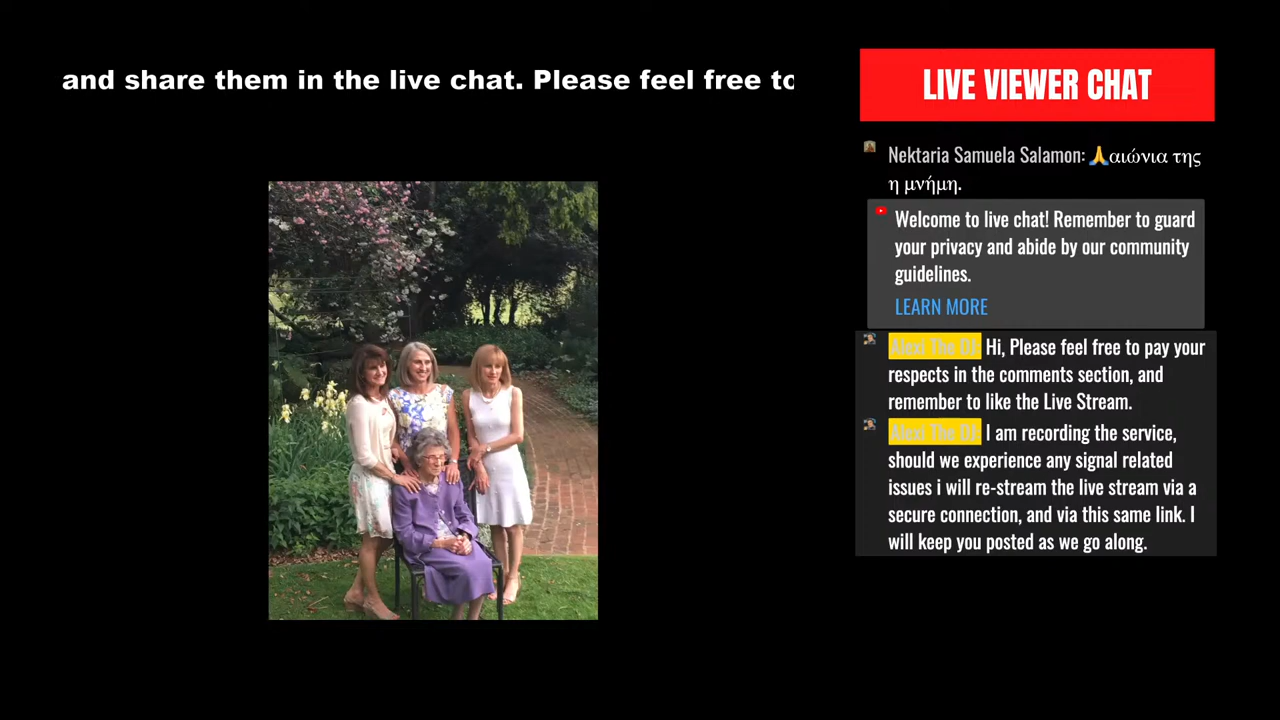 and share them in the live chat. Please feel free to
LIVE VIEWER CHAT
Nektaria Samuela Salamon: 🙏αιώνια της
η μνήμη.
Welcome to live chat! Remember to guard
your privacy and abide by our community
guidelines.
LEARN MORE
Alexi The DJ: Hi, Please feel free to pay your
respects in the comments section, and
remember to like the Live Stream.
Alexi The DJ: I am recording the service,
should we experience any signal related
issues i will re-stream the live stream via a
secure connection, and via this same link. I
will keep you posted as we go along.